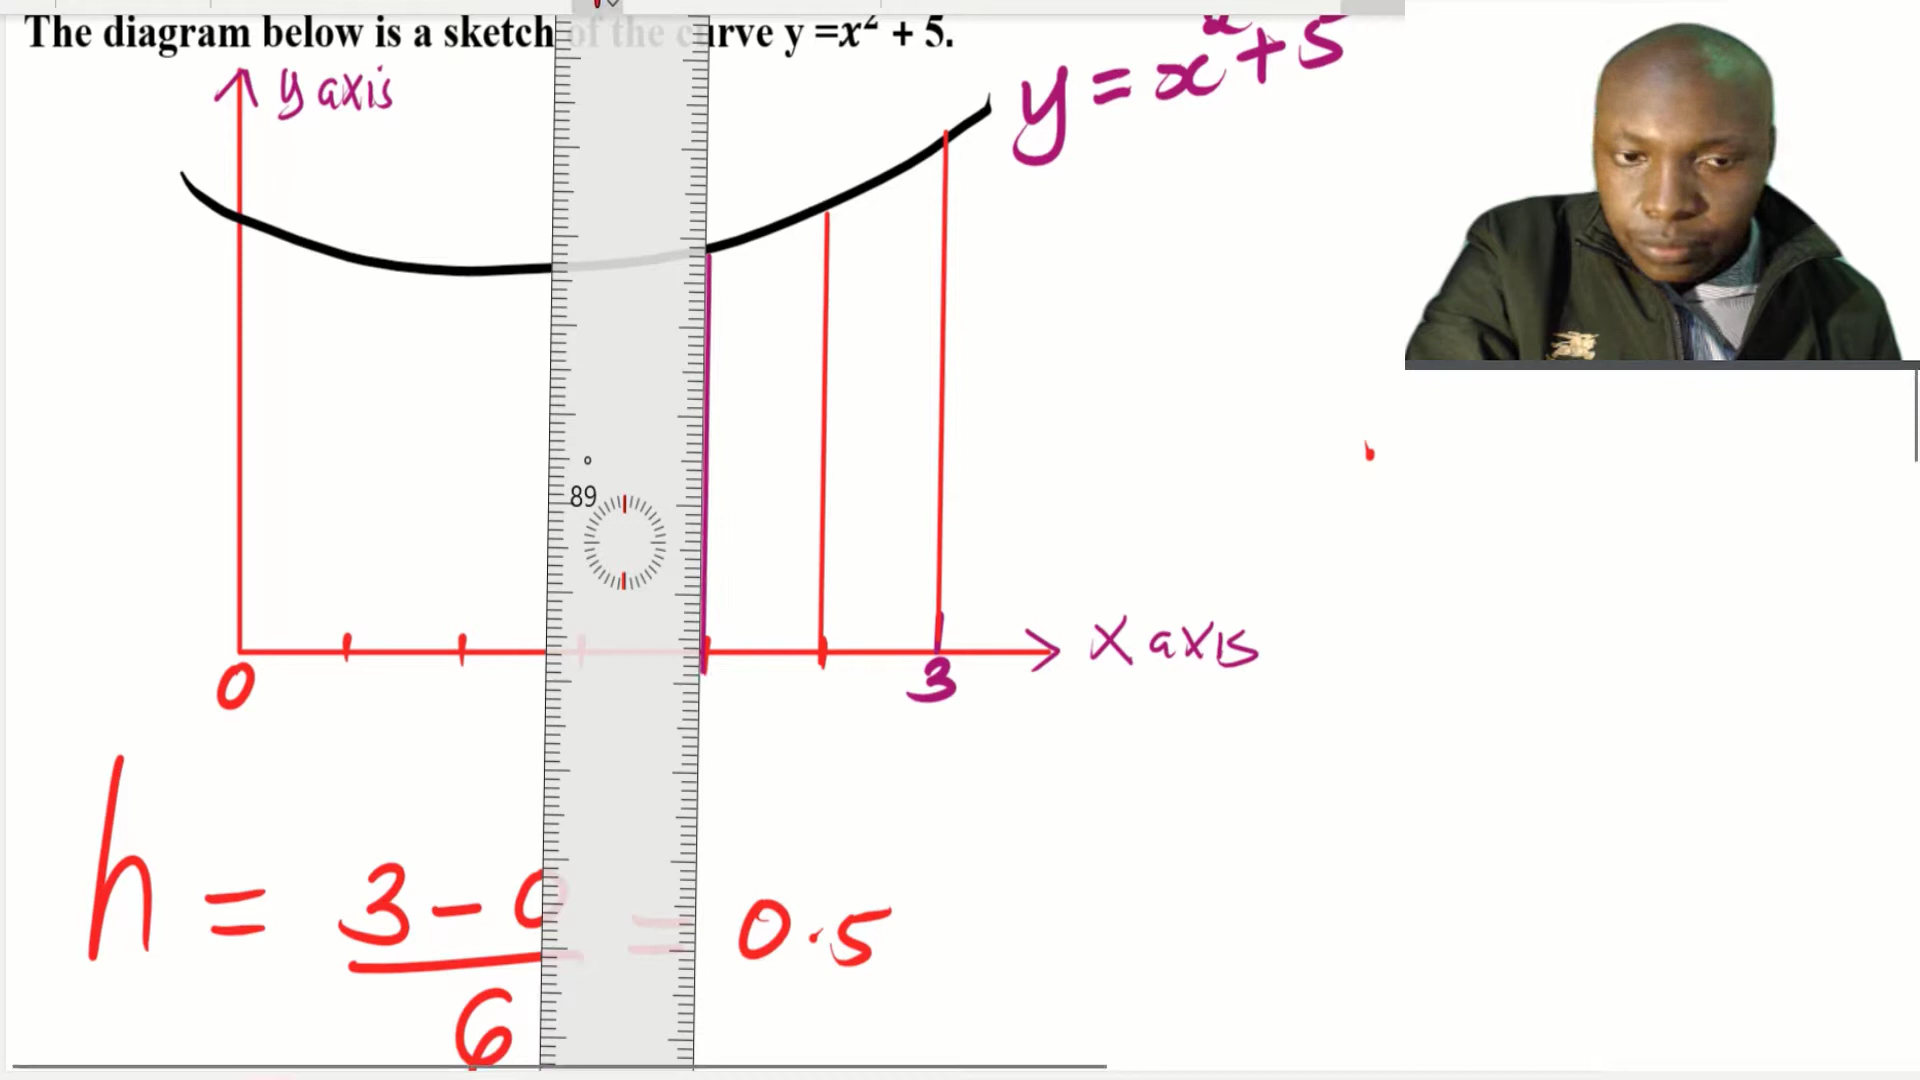 The diagram below is a sketch of the curve y =x² + 5.
y axis
y = x²+5
89°
x axis
0
3
h = 3-0 = 0.5
6